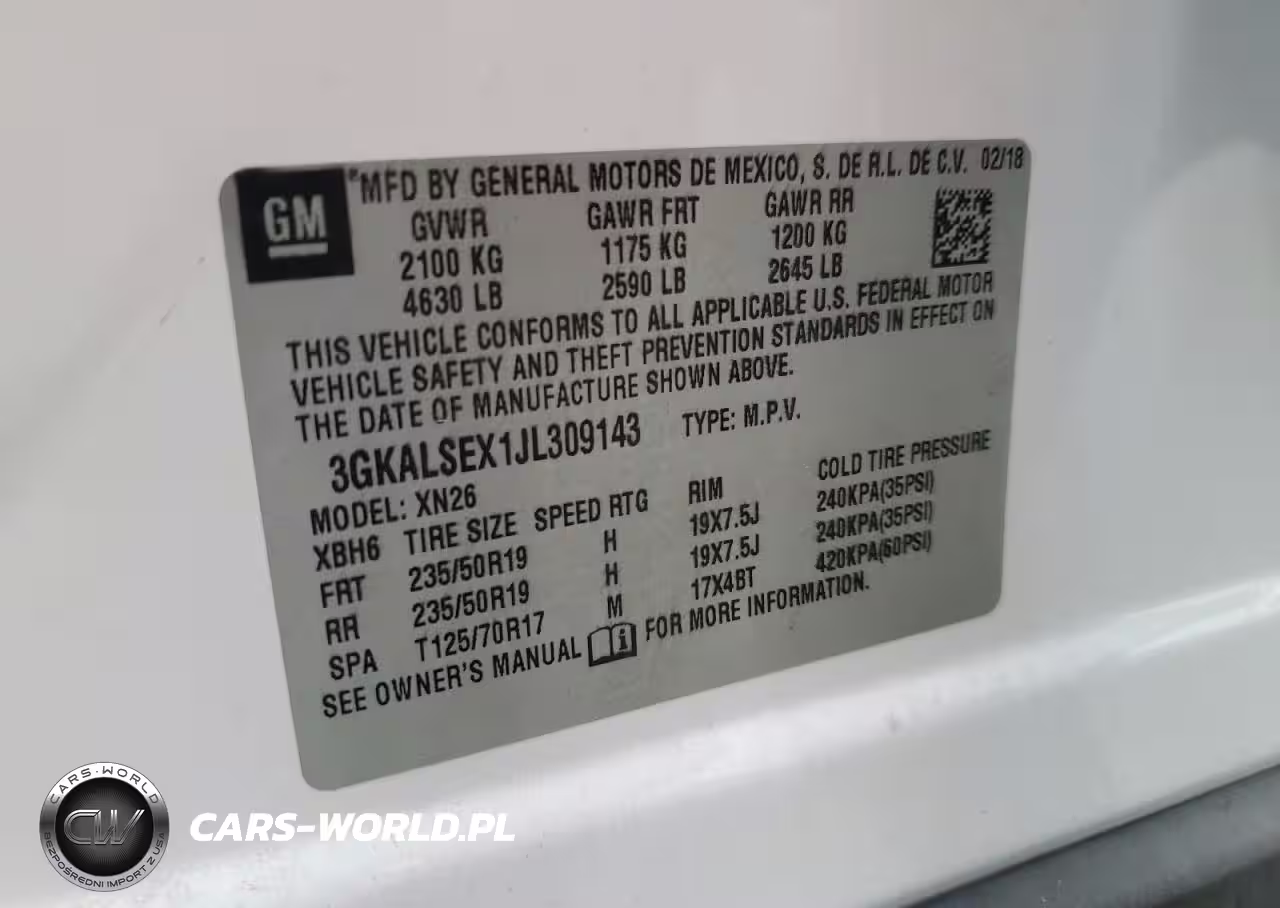 GM
*MFD BY GENERAL MOTORS DE MEXICO, S. DE R.L. DE C.V. 02/18
GVWR GAWR FRT GAWR RR
2100 KG 1175 KG 1200 KG
4630 LB 2590 LB 2645 LB
THIS VEHICLE CONFORMS TO ALL APPLICABLE U.S. FEDERAL MOTOR
VEHICLE SAFETY AND THEFT PREVENTION STANDARDS IN EFFECT ON
THE DATE OF MANUFACTURE SHOWN ABOVE.
3GKALSEX1JL309143 TYPE: M.P.V.
MODEL: XN26
XBH6 TIRE SIZE SPEED RTG RIM COLD TIRE PRESSURE
FRT 235/50R19 H 19X7.5J 240KPA(35PSI)
RR 235/50R19 H 19X7.5J 240KPA(35PSI)
SPA T125/70R17 M 17X4BT 420KPA(60PSI)
SEE OWNER'S MANUAL FOR MORE INFORMATION.
CARS-WORLD
CW
BEZPOŚREDNI IMPORT Z USA
CARS-WORLD.PL